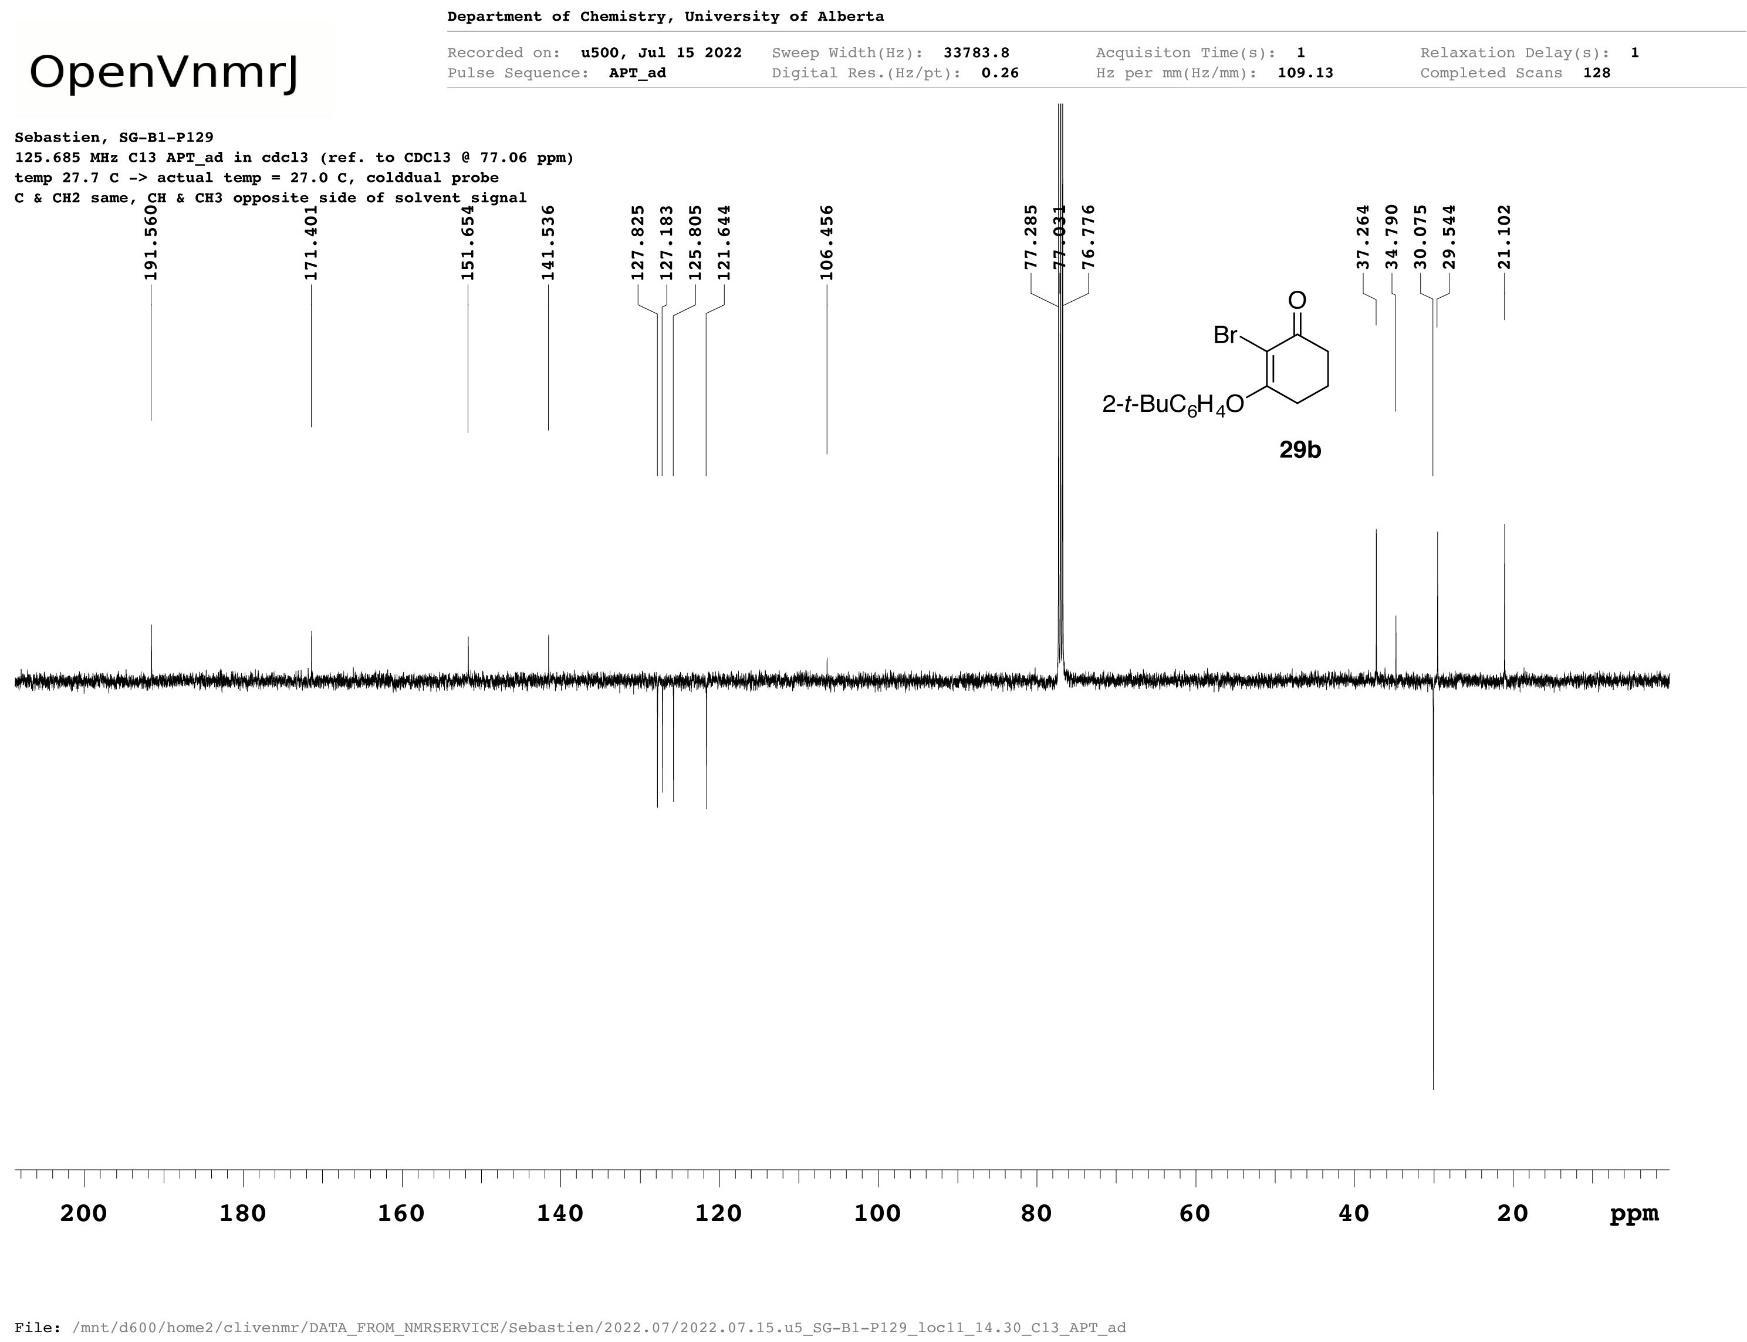 Department of Chemistry, University of Alberta
OpenVnmrJ
Recorded on: u500, Jul 15 2022 Sweep Width(Hz): 33783.8 Acquisiton Time(s): 1 Relaxation Delay(s): 1
Pulse Sequence: APT_ad Digital Res.(Hz/pt): 0.26 Hz per mm(Hz/mm): 109.13 Completed Scans 128
Sebastien, SG-B1-P129
125.685 MHz C13 APT_ad in cdcl3 (ref. to CDCl3 @ 77.06 ppm)
temp 27.7 C -> actual temp = 27.0 C, colddual probe
C & CH2 same, CH & CH3 opposite side of solvent signal
191.560
171.401
151.654
141.536
127.825
127.183
125.805
121.644
106.456
77.285
77.031
76.776
37.264
34.790
30.075
29.544
21.102
O
Br
2-t-BuC6H4O
29b
200 180 160 140 120 100 80 60 40 20 ppm
File: /mnt/d600/home2/clivenmr/DATA_FROM_NMRSERVICE/Sebastien/2022.07/2022.07.15.u5_SG-B1-P129_loc11_14.30_C13_APT_ad